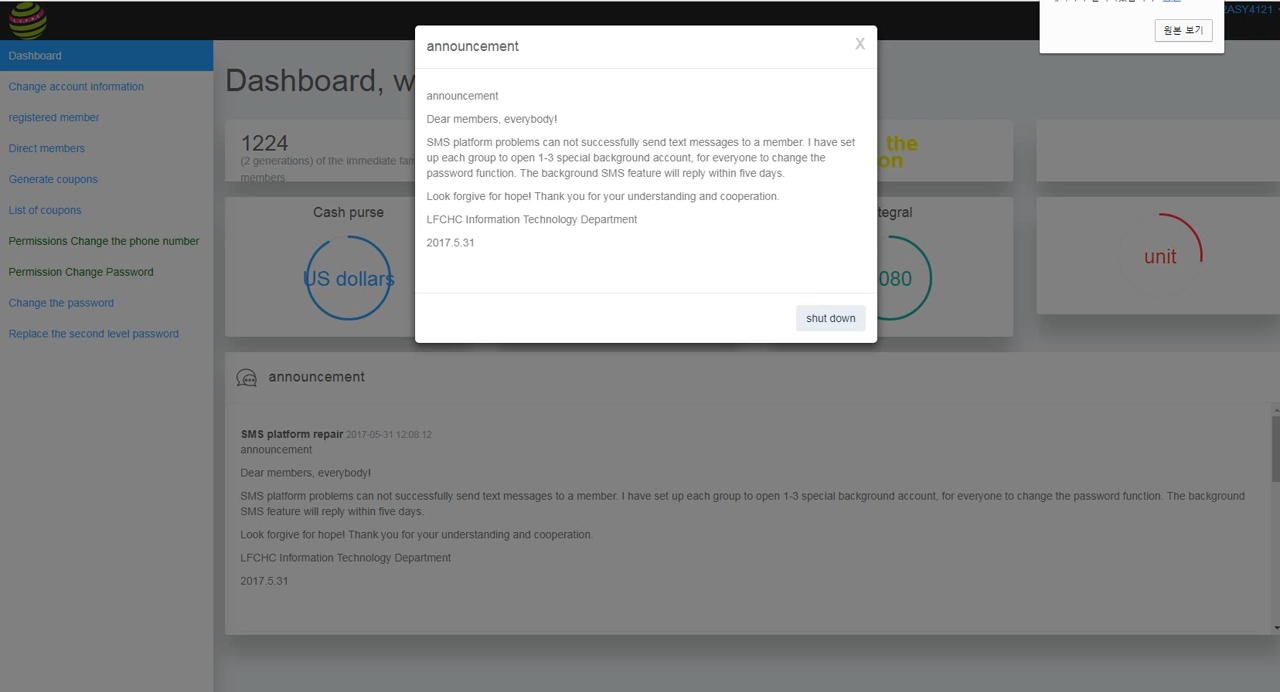 2ASY4121
원본 보기
Dashboard
Change account information
registered member
Direct members
Generate coupons
List of coupons
Permissions Change the phone number
Permission Change Password
Change the password
Replace the second level password
Dashboard, w
1224
(2 generations) of the immediate fam
members
the
on
Cash purse
US dollars
tegral
080
unit
announcement
X
announcement
Dear members, everybody!
SMS platform problems can not successfully send text messages to a member. I have set
up each group to open 1-3 special background account, for everyone to change the
password function. The background SMS feature will reply within five days.
Look forgive for hope! Thank you for your understanding and cooperation.
LFCHC Information Technology Department
2017.5.31
shut down
announcement
SMS platform repair 2017-05-31 12:08:12
announcement
Dear members, everybody!
SMS platform problems can not successfully send text messages to a member. I have set up each group to open 1-3 special background account, for everyone to change the password function. The background
SMS feature will reply within five days.
Look forgive for hope! Thank you for your understanding and cooperation.
LFCHC Information Technology Department
2017.5.31